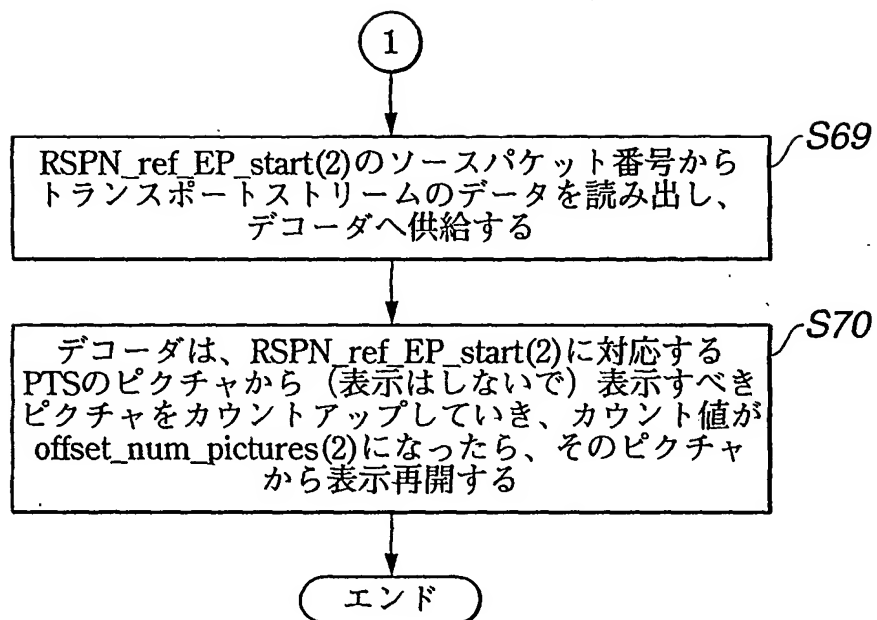 1
S69
RSPN_ref_EP_start(2)のソースパケット番号から
トランスポートストリームのデータを読み出し、
デコーダへ供給する
S70
デコーダは、RSPN_ref_EP_start(2)に対応する
PTSのピクチャから（表示はしないで）表示すべき
ピクチャをカウントアップしていき、カウント値が
offset_num_pictures(2)になったら、そのピクチャ
から表示再開する
エンド